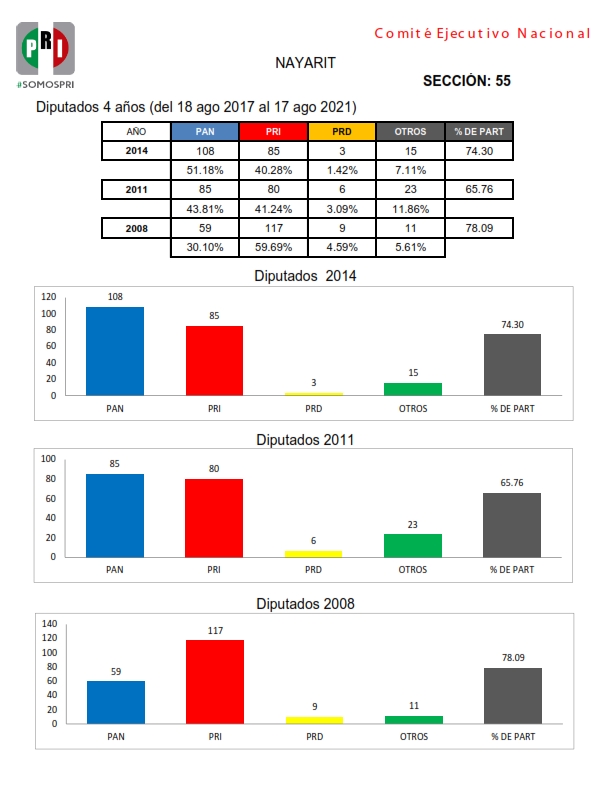 Comité Ejecutivo Nacional
PRI
#SOMOSPRI
NAYARIT
SECCIÓN: 55
Diputados 4 años (del 18 ago 2017 al 17 ago 2021)
AÑO PAN PRI PRD OTROS % DE PART
2014 108 85 3 15 74.30
51.18% 40.28% 1.42% 7.11%
2011 85 80 6 23 65.76
43.81% 41.24% 3.09% 11.86%
2008 59 117 9 11 78.09
30.10% 59.69% 4.59% 5.61%
Diputados 2014
120
100
80
60
40
20
0
108 85 3 15 74.30
PAN PRI PRD OTROS % DE PART
Diputados 2011
100
80
60
40
20
0
85 80 6 23 65.76
PAN PRI PRD OTROS % DE PART
Diputados 2008
140
120
100
80
60
40
20
0
59 117 9 11 78.09
PAN PRI PRD OTROS % DE PART